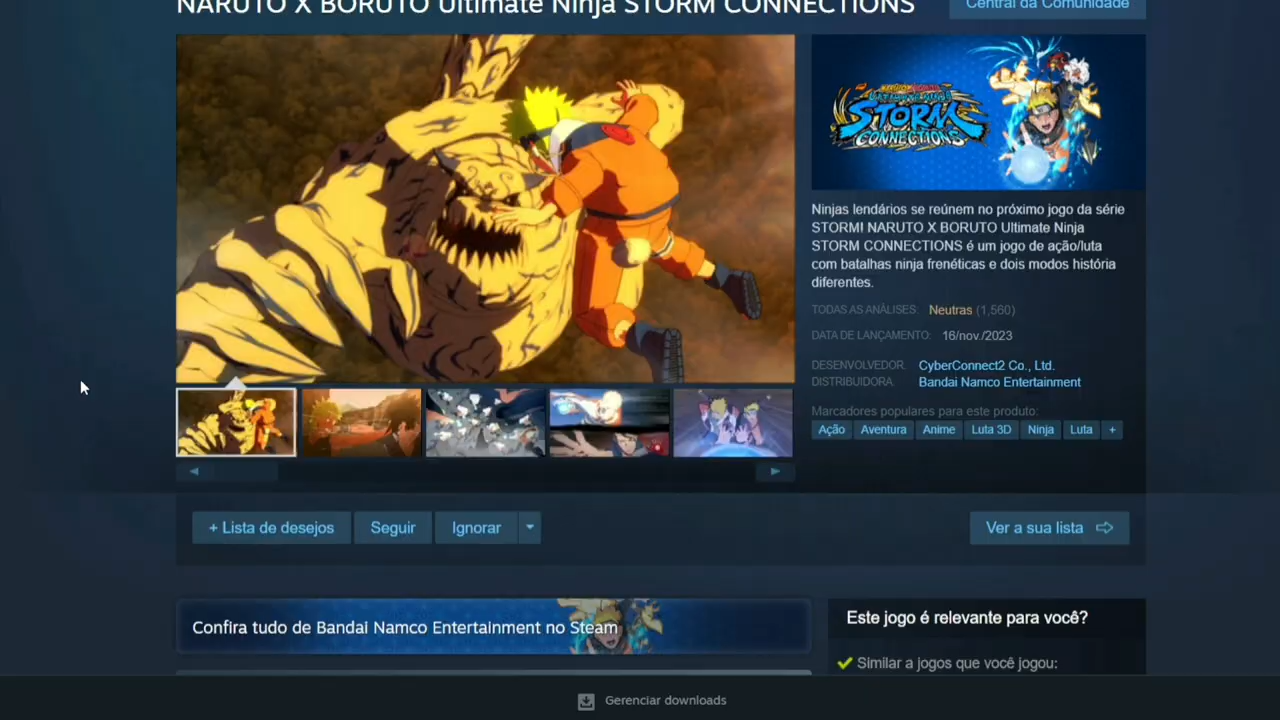 NARUTO X BORUTO Ultimate Ninja STORM CONNECTIONS
Central da Comunidade
STORM
CONNECTIONS
Ninjas lendários se reúnem no próximo jogo da série
STORM! NARUTO X BORUTO Ultimate Ninja
STORM CONNECTIONS é um jogo de ação/luta
com batalhas ninja frenéticas e dois modos história
diferentes.
TODAS AS ANÁLISES: Neutras (1,560)
DATA DE LANÇAMENTO: 16/nov./2023
DESENVOLVEDOR: CyberConnect2 Co., Ltd.
DISTRIBUIDORA: Bandai Namco Entertainment
Marcadores populares para este produto:
Ação Aventura Anime Luta 3D Ninja Luta +
+ Lista de desejos Seguir Ignorar
Ver a sua lista
Confira tudo de Bandai Namco Entertainment no Steam
Este jogo é relevante para você?
Similar a jogos que você jogou:
Gerenciar downloads